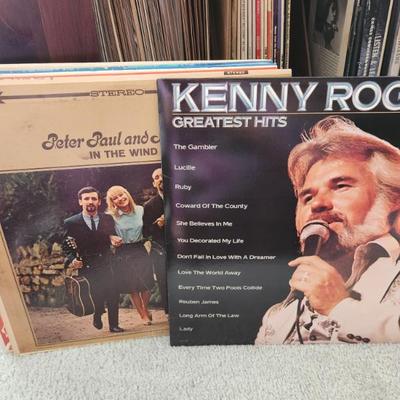 STEREO
Peter Paul and
IN THE WIND
KENNY ROG
GREATEST HITS
The Gambler
Lucille
Ruby
Coward Of The County
She Believes In Me
You Decorated My Life
Don't Fall in Love With A Dreamer
Love The World Away
Every Time Two Fools Collide
Reuben James
Long Arm Of The Law
Lady